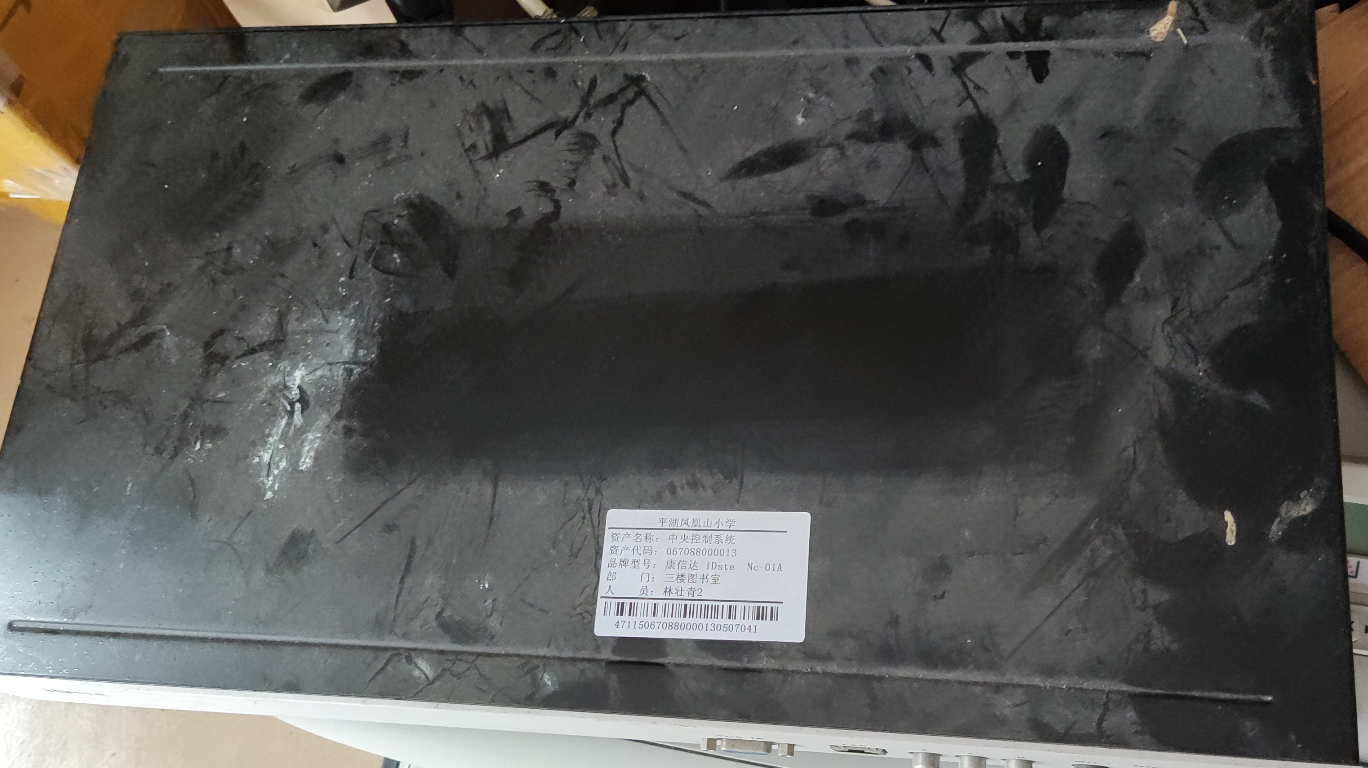 平湖凤凰山小学
资产名称: 中央控制系统
资产代码: 067088000013
品牌型号: 康信达 iDste Nc 01A
部 门: 三楼图书室
人 员: 林壮青2
471150670880000130507041